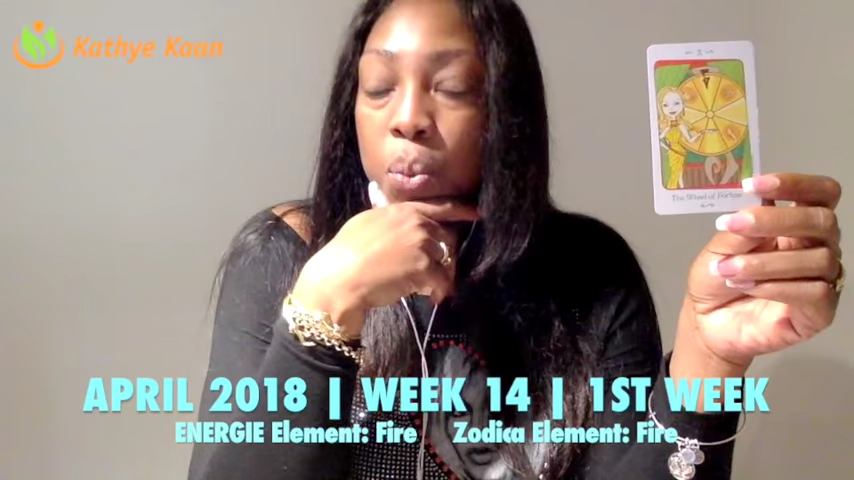 Kathye Kaan
X
The Wheel of Fortune
APRIL 2018 | WEEK 14 | 1ST WEEK
ENERGIE Element: Fire Zodica Element: Fire